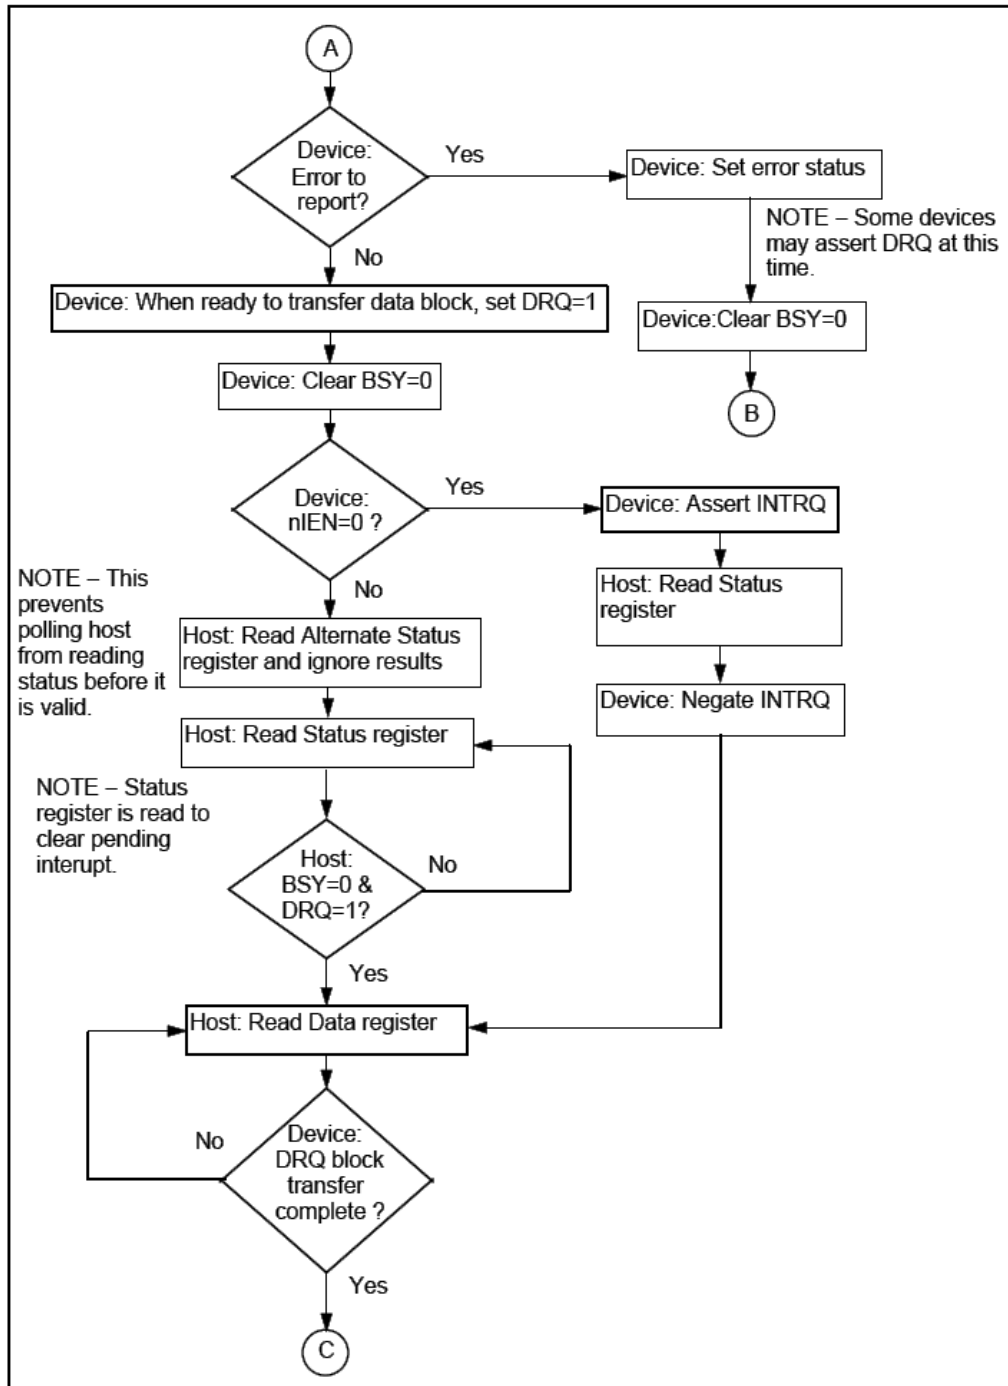 A
Device:
Error to
report?
Yes
Device: Set error status
NOTE – Some devices
may assert DRQ at this
time.
No
Device: When ready to transfer data block, set DRQ=1
Device:Clear BSY=0
Device: Clear BSY=0
B
Device:
nIEN=0 ?
Yes
Device: Assert INTRQ
Host: Read Status
register
NOTE – This
prevents
polling host
from reading
status before it
is valid.
No
Host: Read Alternate Status
register and ignore results
Device: Negate INTRQ
Host: Read Status register
NOTE – Status
register is read to
clear pending
interupt.
Host:
BSY=0 &
DRQ=1?
No
Yes
Host: Read Data register
Device:
DRQ block
transfer
complete ?
No
Yes
C